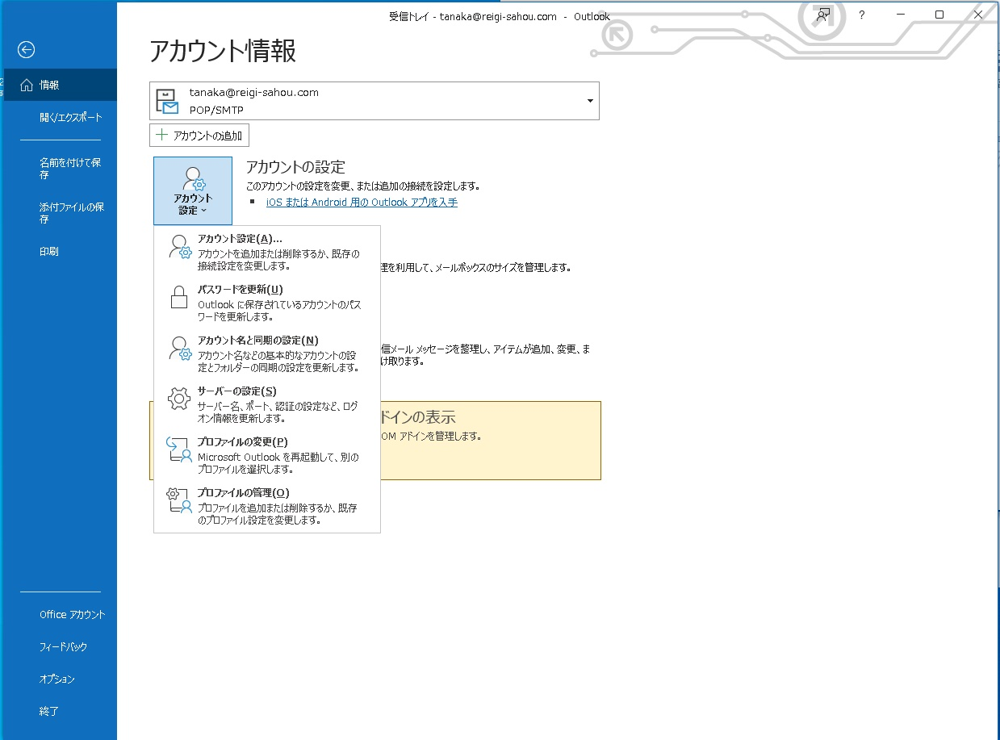 受信トレイ - tanaka@reigi-sahou.com - Outlook
?
アカウント情報
情報
開く/エクスポート
名前を付けて保
存
添付ファイルの保
存
印刷
Office アカウント
フィードバック
オプション
終了
tanaka@reigi-sahou.com
POP/SMTP
アカウントの追加
アカウント
設定
アカウントの設定
このアカウントの設定を変更、または追加の接続を設定します。
iOS または Android 用の Outlook アプリを入手
アカウント設定(A)...
アカウントを追加または削除するか、既存の
接続設定を変更します。
パスワードを更新(U)
Outlook に保存されているアカウントのパス
ワードを更新します。
アカウント名と同期の設定(N)
アカウント名などの基本的なアカウントの設
定とフォルダーの同期の設定を更新します。
サーバーの設定(S)
サーバー名、ポート、認証の設定など、ログ
オン情報を更新します。
プロファイルの変更(P)
Microsoft Outlook を再起動して、別の
プロファイルを選択します。
プロファイルの管理(O)
プロファイルを追加または削除するか、既存
のプロファイル設定を変更します。
理を利用して、メールボックスのサイズを管理します。
信メール メッセージを整理し、アイテムが追加、変更、ま
け取ります。
ドインの表示
OM アドインを管理します。